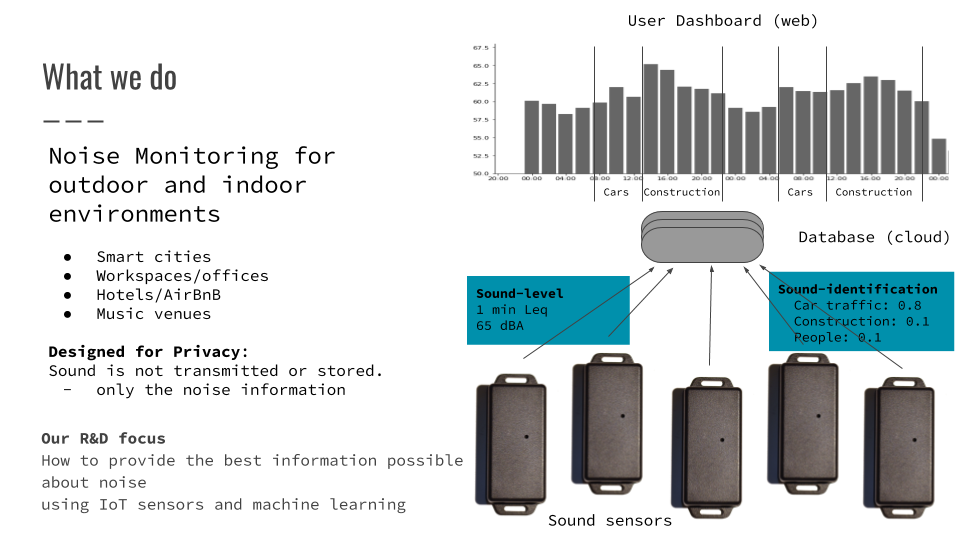 What we do
Noise Monitoring for
outdoor and indoor
environments
● Smart cities
● Workspaces/offices
● Hotels/AirBnB
● Music venues
Designed for Privacy:
Sound is not transmitted or stored.
- only the noise information
Our R&D focus
How to provide the best information possible
about noise
using IoT sensors and machine learning
User Dashboard (web)
67.5
65.0
62.5
60.0
57.5
55.0
52.5
50.0
20:00 00:00 04:00 08:00 12:00 16:00 20:00 00:00 04:00 08:00 12:00 16:00 20:00 00:00
Cars Construction Cars Construction
Database (cloud)
Sound-level
1 min Leq
65 dBA
Sound-identification
Car traffic: 0.8
Construction: 0.1
People: 0.1
Sound sensors